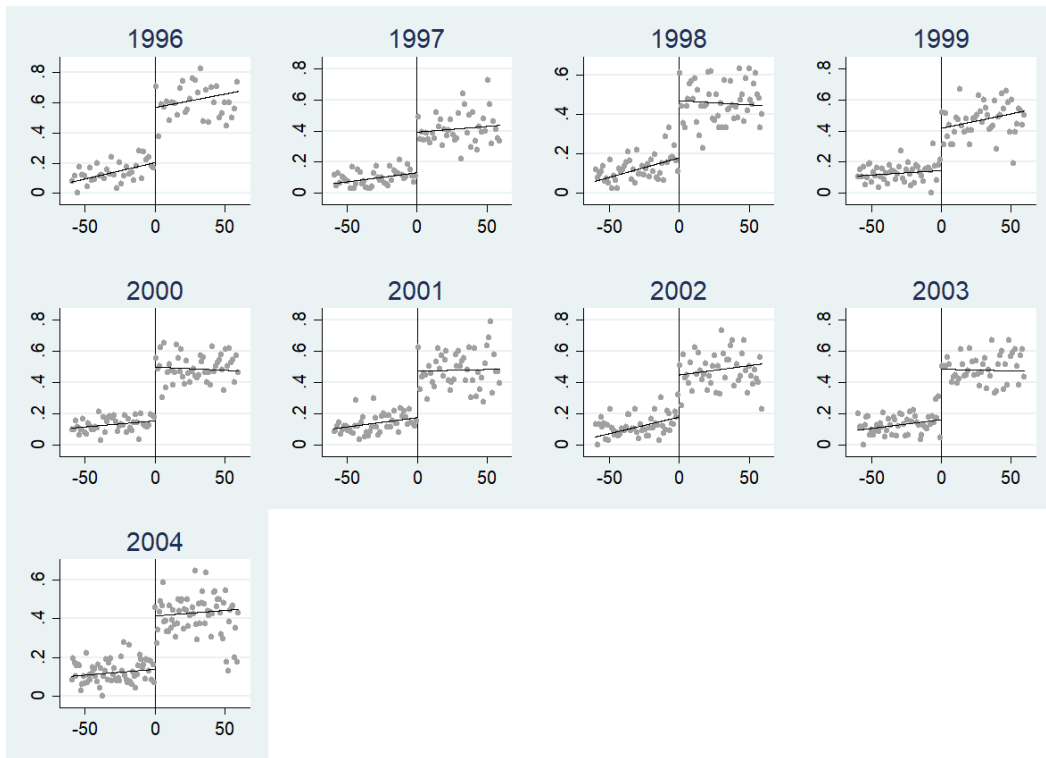 1996 1997 1998 1999
.8 .8 .6 .8
.6 .6 .4 .6
.4 .4 .2 .4
.2 .2 0 .2
0 0 0
-50 0 50 -50 0 50 -50 0 50 -50 0 50
2000 2001 2002 2003
.8 .8 .8 .8
.6 .6 .6 .6
.4 .4 .4 .4
.2 .2 .2 .2
0 0 0 0
-50 0 50 -50 0 50 -50 0 50 -50 0 50
2004
.6
.4
.2
0
-50 0 50